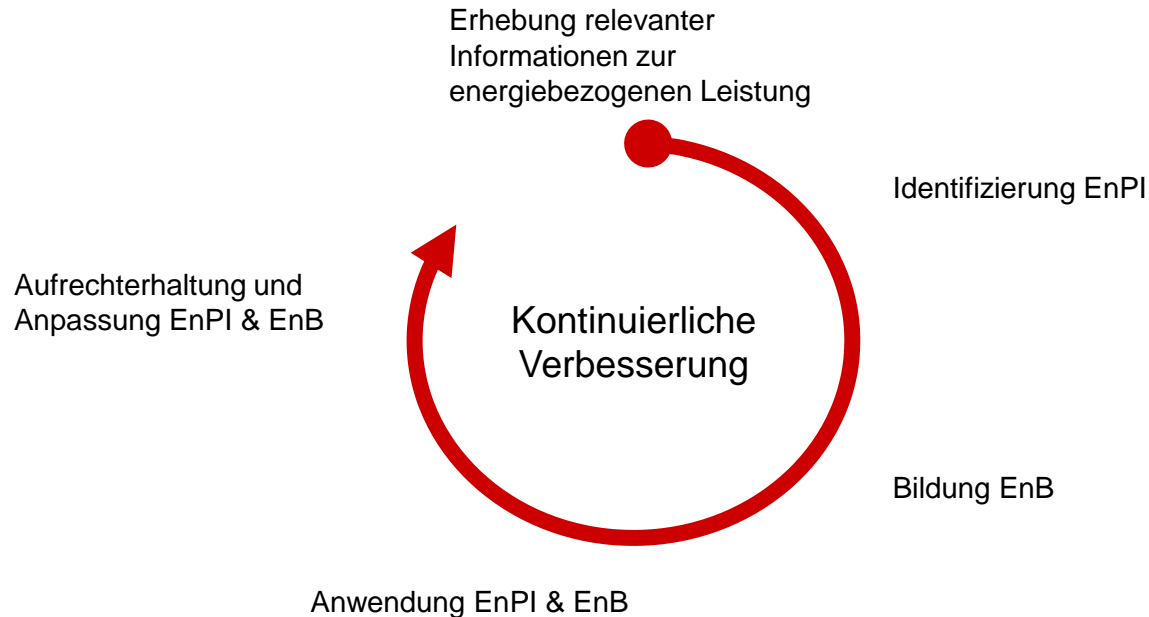 Erhebung relevanter
Informationen zur
energiebezogenen Leistung
Identifizierung EnPI
Aufrechterhaltung und
Anpassung EnPI & EnB
Kontinuierliche
Verbesserung
Bildung EnB
Anwendung EnPI & EnB